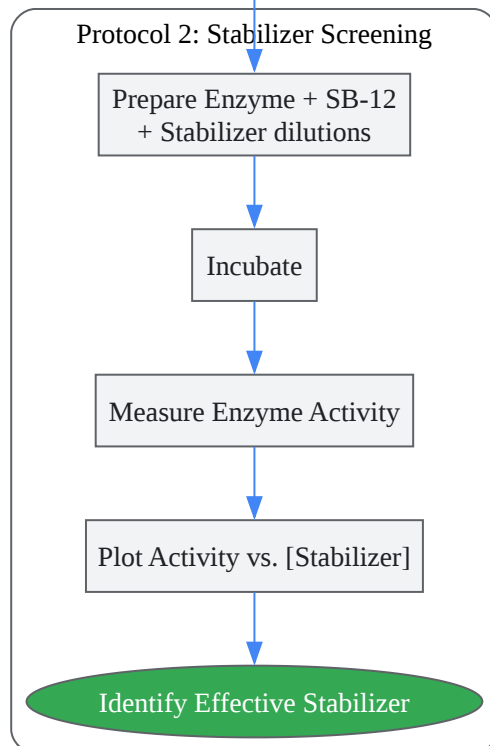 Protocol 2: Stabilizer Screening
Prepare Enzyme + SB-12
+ Stabilizer dilutions
Incubate
Measure Enzyme Activity
Plot Activity vs. [Stabilizer]
Identify Effective Stabilizer